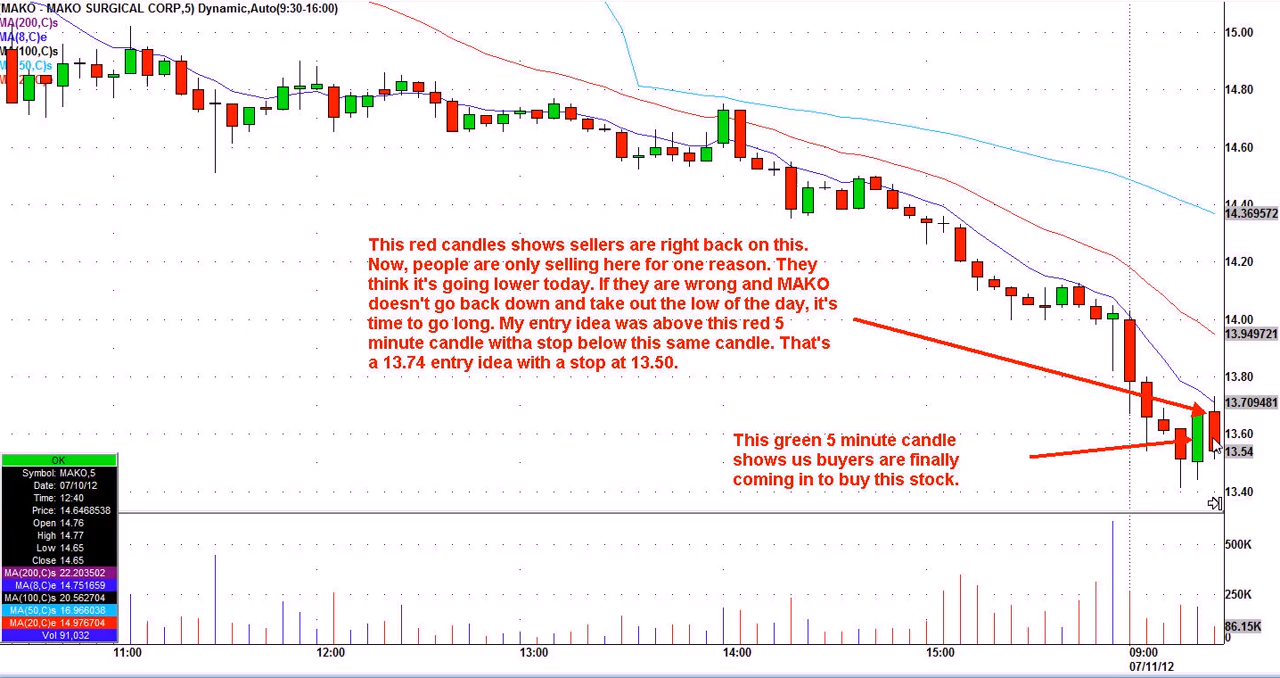 MAKO - MAKO SURGICAL CORP,5) Dynamic,Auto(9:30-16:00)
MA(200,C)s
MA(8,C)e
MA(100,C)s
15.00
14.80
14.60
14.40
14.369572
14.20
14.00
13.949721
13.80
13.709481
13.60
13.54
13.40
This red candles shows sellers are right back on this.
Now, people are only selling here for one reason. They
think it's going lower today. If they are wrong and MAKO
doesn't go back down and take out the low of the day, it's
time to go long. My entry idea was above this red 5
minute candle witha stop below this same candle. That's
a 13.74 entry idea with a stop at 13.50.
This green 5 minute candle
shows us buyers are finally
coming in to buy this stock.
OK
Symbol: MAKO,5
Date: 07/10/12
Time: 12:40
Price: 14.6468538
Open 14.76
High 14.77
Low 14.65
Close 14.65
MA(200,C)s 22.203502
MA(8,C)e 14.751659
MA(100,C)s 20.562704
MA(50,C)s 16.966038
MA(20,C)e 14.976704
Vol 91,032
500K
250K
86.15K
0
11:00 12:00 13:00 14:00 15:00 09:00
07/11/12